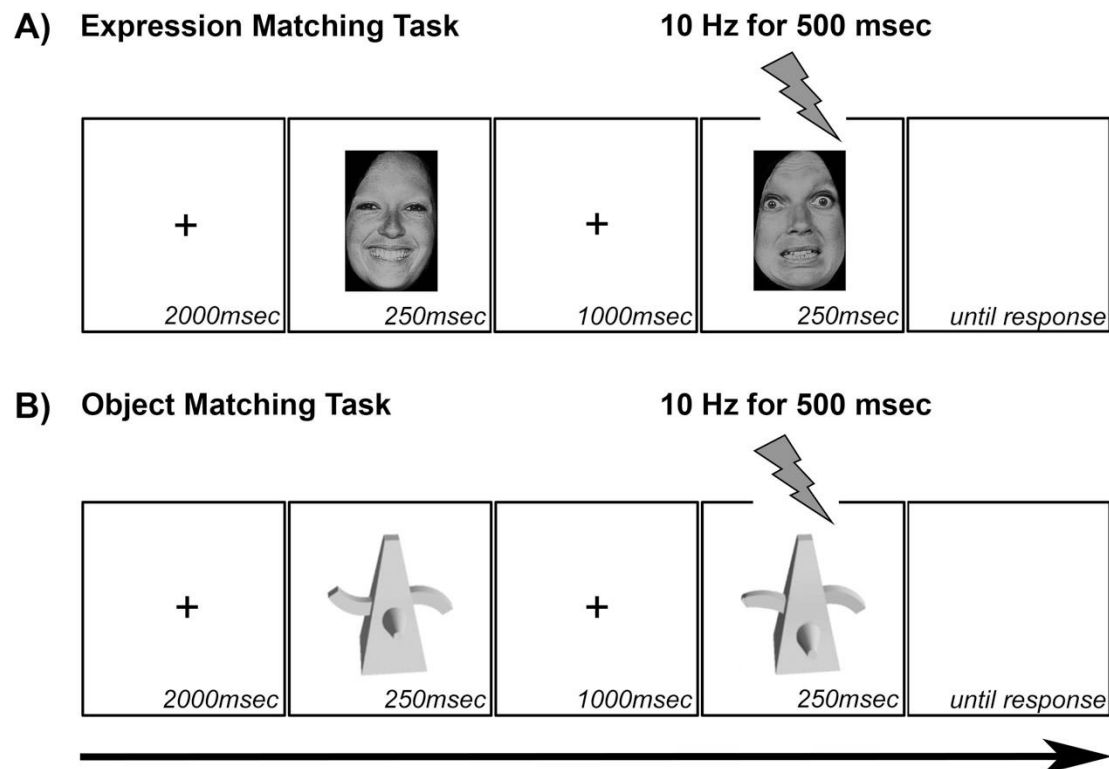 A) Expression Matching Task 10 Hz for 500 msec
+ +
2000msec 250msec 1000msec 250msec until response
B) Object Matching Task 10 Hz for 500 msec
+ +
2000msec 250msec 1000msec 250msec until response